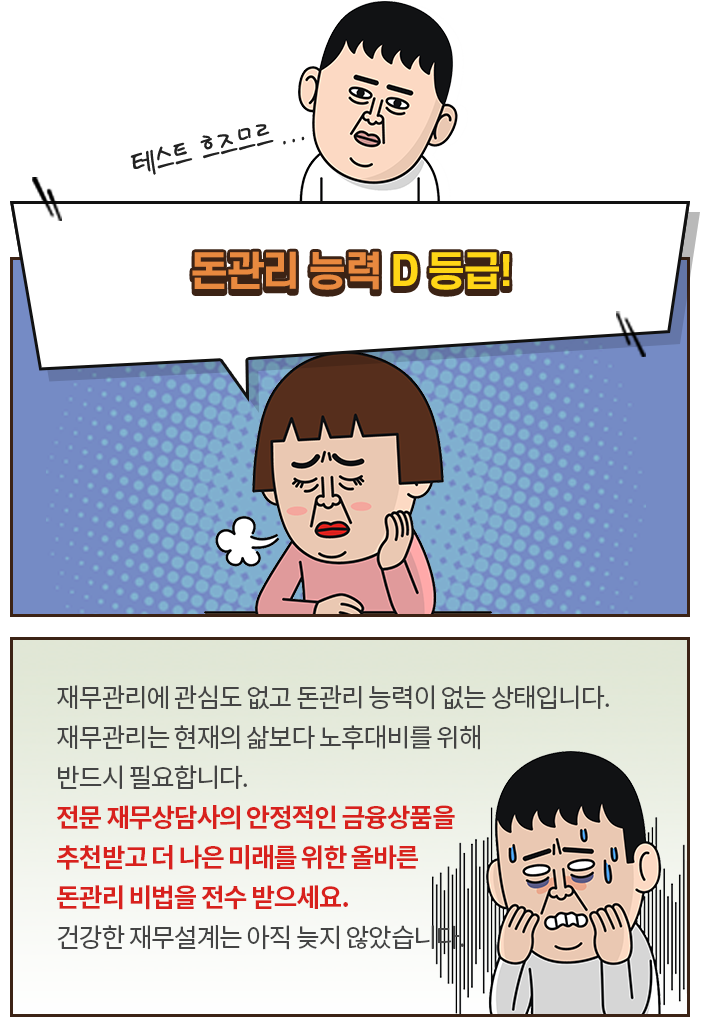 테스트 흐즈므르 ...
돈관리 능력 D 등급!
재무관리에 관심도 없고 돈관리 능력이 없는 상태입니다.
재무관리는 현재의 삶보다 노후대비를 위해
반드시 필요합니다.
전문 재무상담사의 안정적인 금융상품을
추천받고 더 나은 미래를 위한 올바른
돈관리 비법을 전수 받으세요.
건강한 재무설계는 아직 늦지 않았습니다.